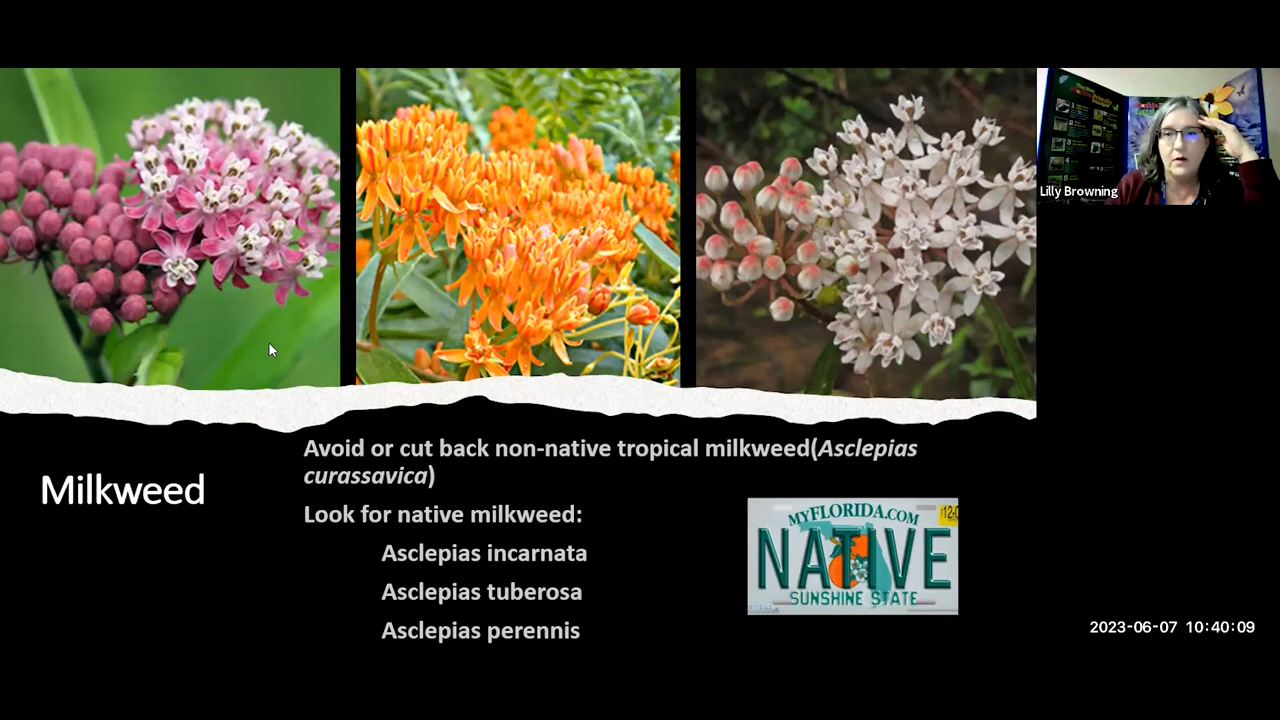 Lilly Browning
Avoid or cut back non-native tropical milkweed(Asclepias
curassavica)
Milkweed
Look for native milkweed:
Asclepias incarnata
Asclepias tuberosa
Asclepias perennis
MYFLORIDA.COM
NATIVE
SUNSHINE STATE
2023-06-07 10:40:09